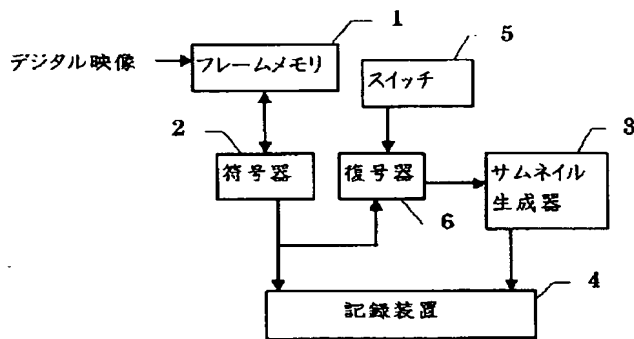 1
5
デジタル映像
フレームメモリ
スイッチ
2
3
符号器
復号器
サムネイル
生成器
6
4
記録装置